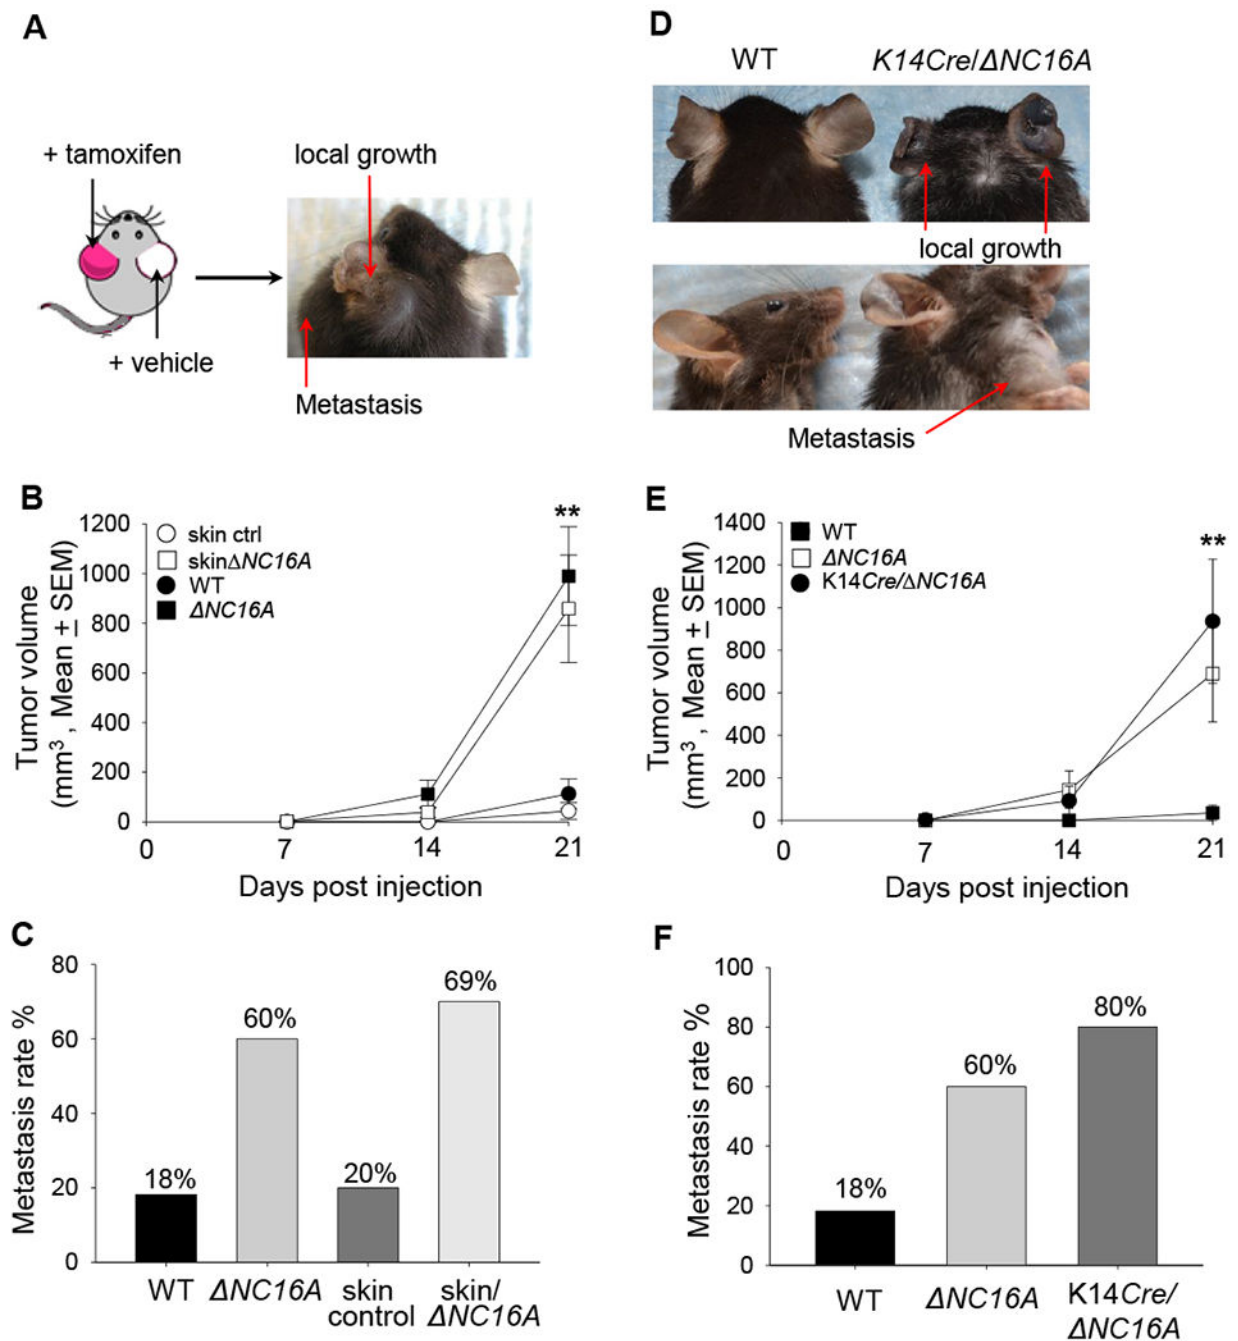 A
+ tamoxifen
local growth
+ vehicle
Metastasis
D
WT
K14Cre/ΔNC16A
local growth
Metastasis
B
Tumor volume
(mm³ , Mean ± SEM)
1200
1000
800
600
400
200
0
skin ctrl
skinΔNC16A
WT
ΔNC16A
**
0 7 14 21
Days post injection
E
Tumor volume
(mm³ , Mean ± SEM)
1400
1200
1000
800
600
400
200
0
WT
ΔNC16A
K14Cre/ΔNC16A
**
0 7 14 21
Days post injection
C
Metastasis rate %
80
60
40
20
0
18%
60%
20%
69%
WT
ΔNC16A
skin
control
skin/
ΔNC16A
F
Metastasis rate %
100
80
60
40
20
0
18%
60%
80%
WT
ΔNC16A
K14Cre/
ΔNC16A